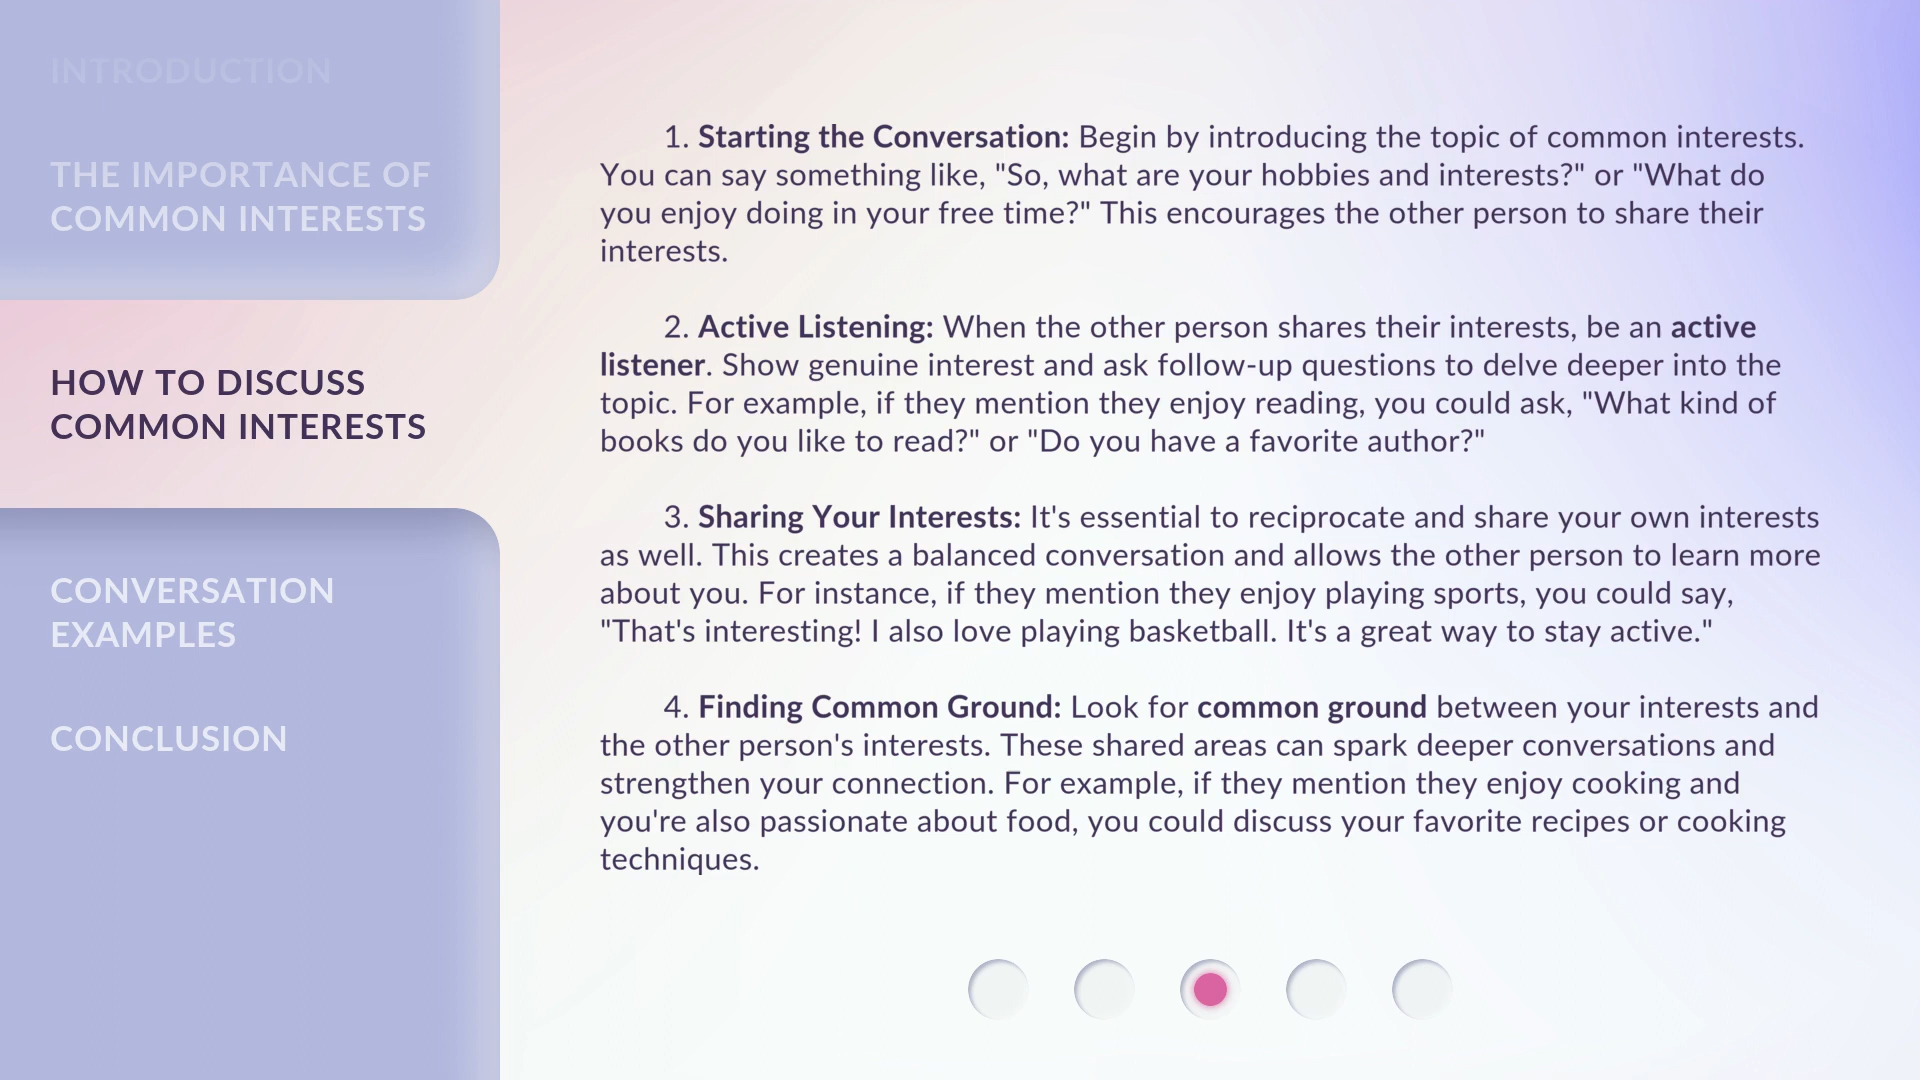 INTRODUCTION
THE IMPORTANCE OF
COMMON INTERESTS
HOW TO DISCUSS
COMMON INTERESTS
CONVERSATION
EXAMPLES
CONCLUSION
1. Starting the Conversation: Begin by introducing the topic of common interests.
You can say something like, "So, what are your hobbies and interests?" or "What do
you enjoy doing in your free time?" This encourages the other person to share their
interests.
2. Active Listening: When the other person shares their interests, be an active
listener. Show genuine interest and ask follow-up questions to delve deeper into the
topic. For example, if they mention they enjoy reading, you could ask, "What kind of
books do you like to read?" or "Do you have a favorite author?"
3. Sharing Your Interests: It's essential to reciprocate and share your own interests
as well. This creates a balanced conversation and allows the other person to learn more
about you. For instance, if they mention they enjoy playing sports, you could say,
"That's interesting! I also love playing basketball. It's a great way to stay active."
4. Finding Common Ground: Look for common ground between your interests and
the other person's interests. These shared areas can spark deeper conversations and
strengthen your connection. For example, if they mention they enjoy cooking and
you're also passionate about food, you could discuss your favorite recipes or cooking
techniques.